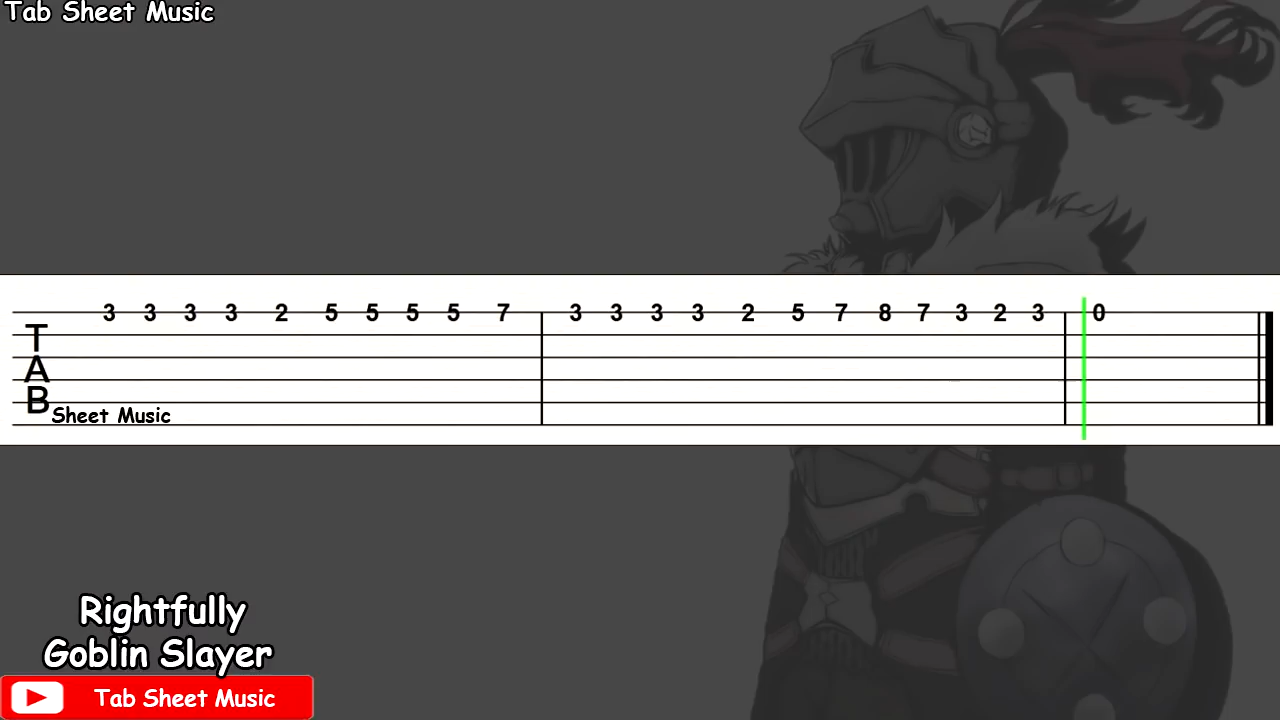 Tab Sheet Music
3 3 3 3 2 5 5 5 5 7 3 3 3 3 2 5 7 8 7 3 2 3 0
T
A
B
Sheet Music
Rightfully
Goblin Slayer
Tab Sheet Music